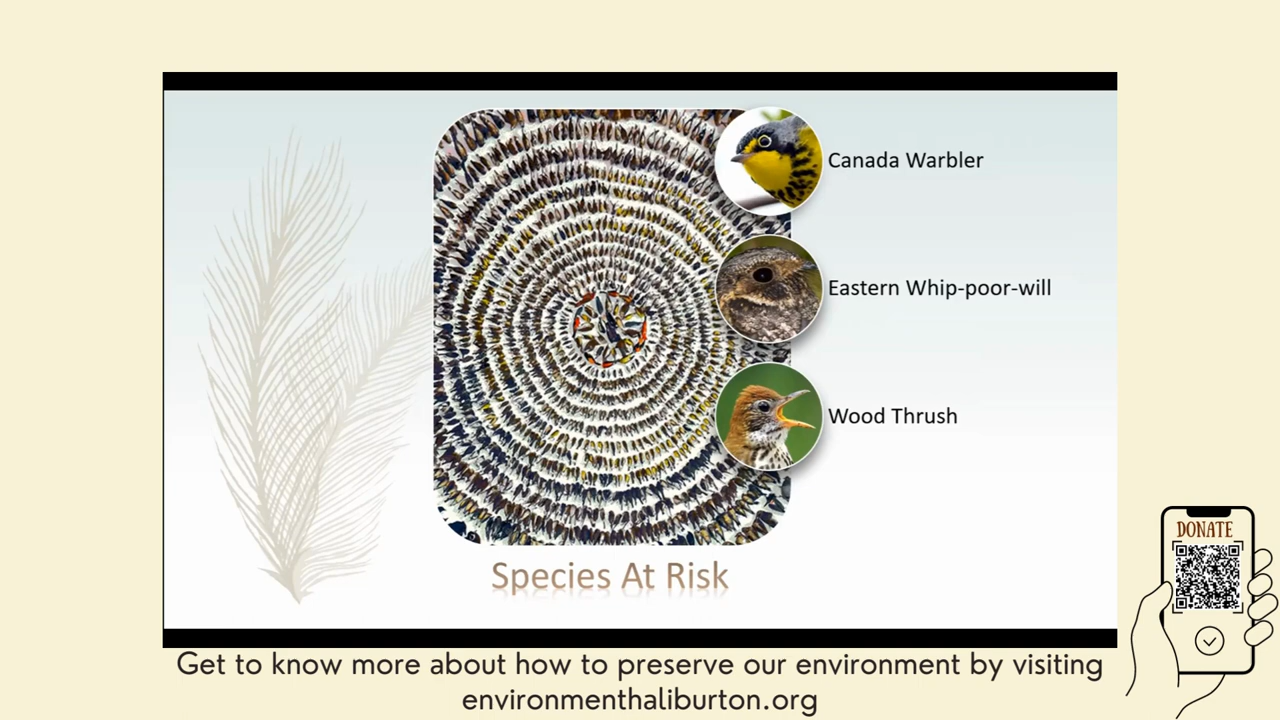 Canada Warbler
Eastern Whip-poor-will
Wood Thrush
Species At Risk
DONATE
Get to know more about how to preserve our environment by visiting
environmenthaliburton.org